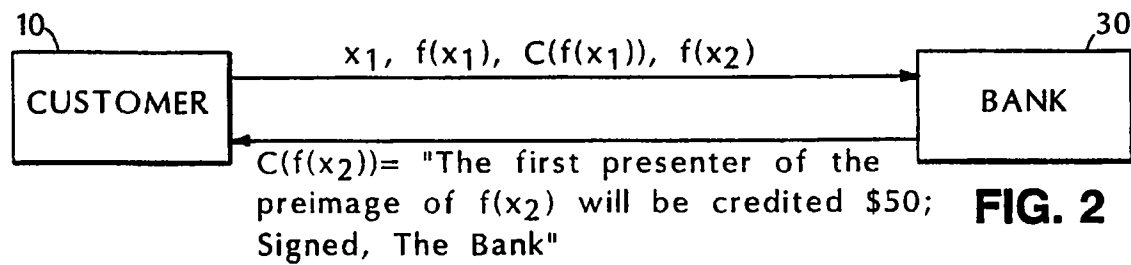 10
30
x₁, f(x₁), C(f(x₁)), f(x₂)
CUSTOMER
BANK
C(f(x₂))= "The first presenter of the
preimage of f(x₂) will be credited $50;
Signed, The Bank"
FIG. 2